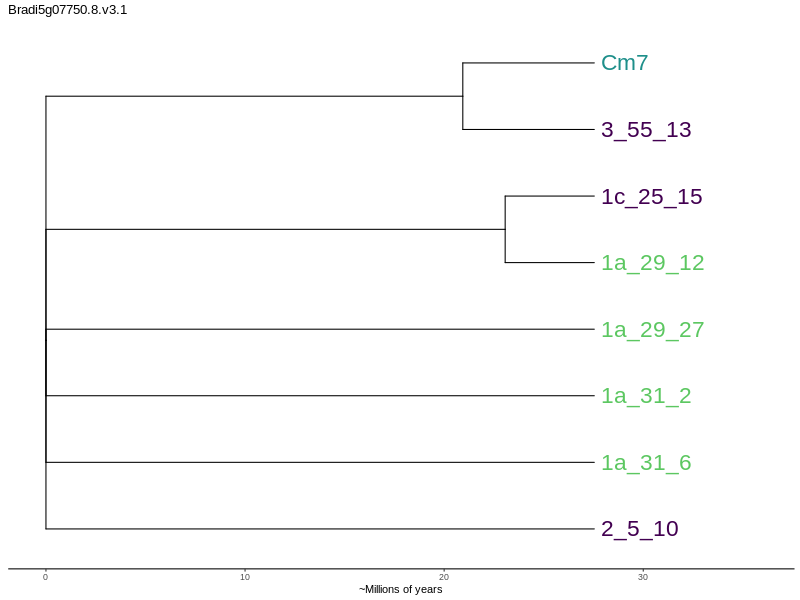 Bradi5g07750.8.v3.1
Cm7
3_55_13
1c_25_15
1a_29_12
1a_29_27
1a_31_2
1a_31_6
2_5_10
0 10 20 30
~Millions of years